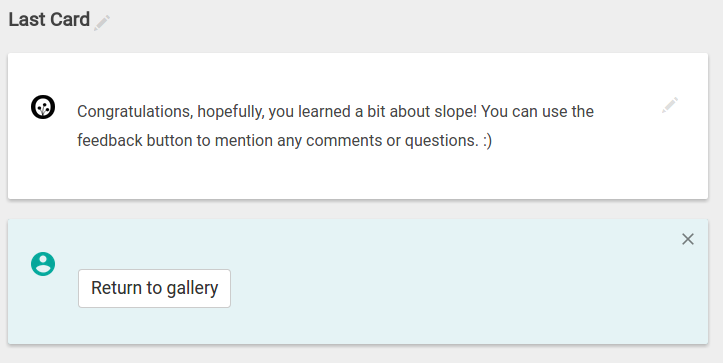 Last Card
Congratulations, hopefully, you learned a bit about slope! You can use the
feedback button to mention any comments or questions. :)
Return to gallery